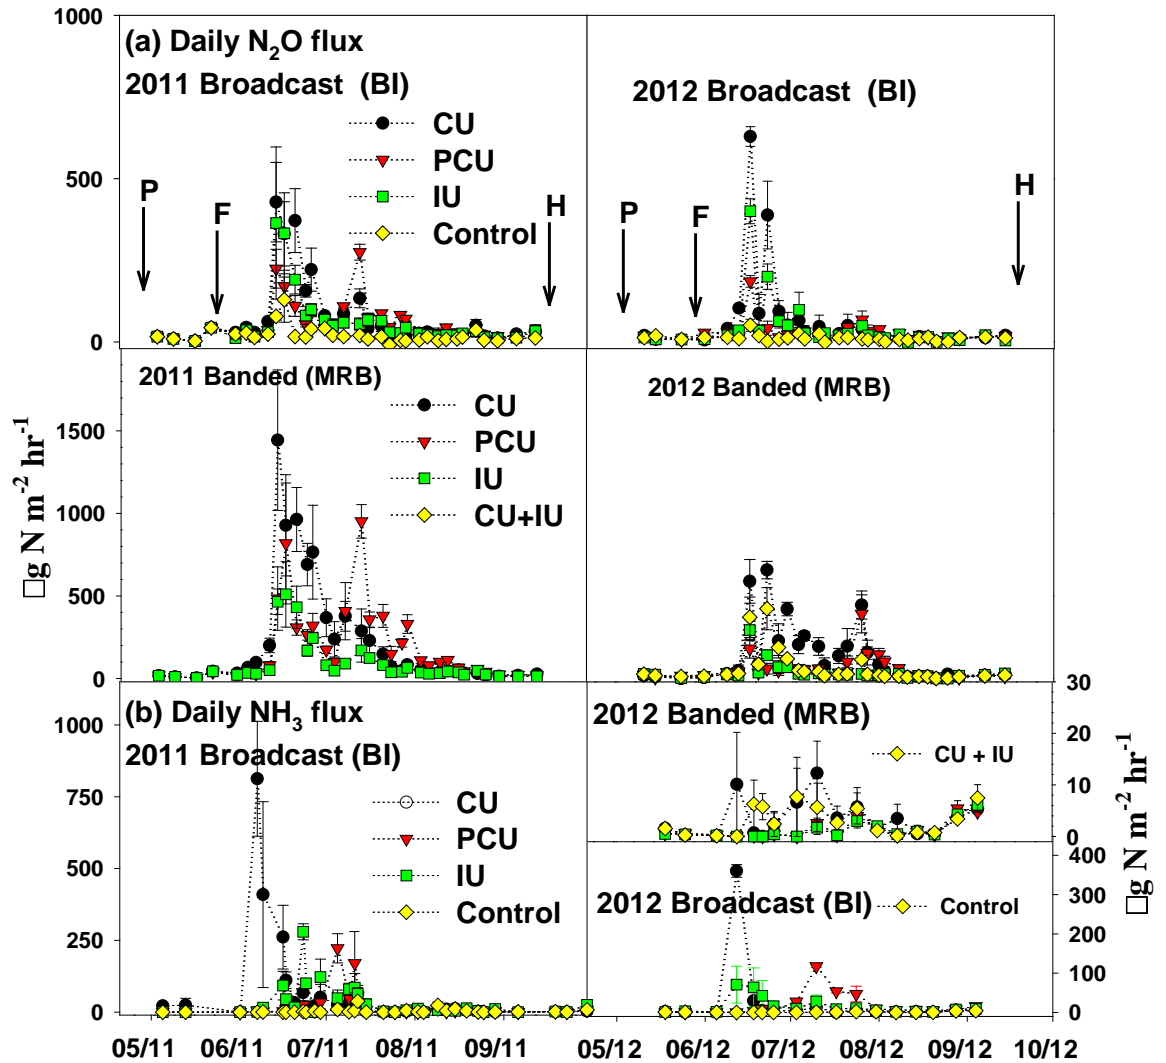 1000
(a) Daily N₂O flux
2011 Broadcast (BI)
CU
PCU
IU
Control
500
0
P
F
H
2012 Broadcast (BI)
P
F
H
2011 Banded (MRB)
CU
PCU
IU
CU+IU
1500
1000
500
0
2012 Banded (MRB)
□g N m⁻² hr⁻¹
(b) Daily NH₃ flux
2011 Broadcast (BI)
CU
PCU
IU
Control
1000
750
500
250
0
2012 Banded (MRB)
CU + IU
30
20
10
0
□g N m⁻² hr⁻¹
2012 Broadcast (BI)
Control
400
300
200
100
0
05/11 06/11 07/11 08/11 09/11 05/12 06/12 07/12 08/12 09/12 10/12